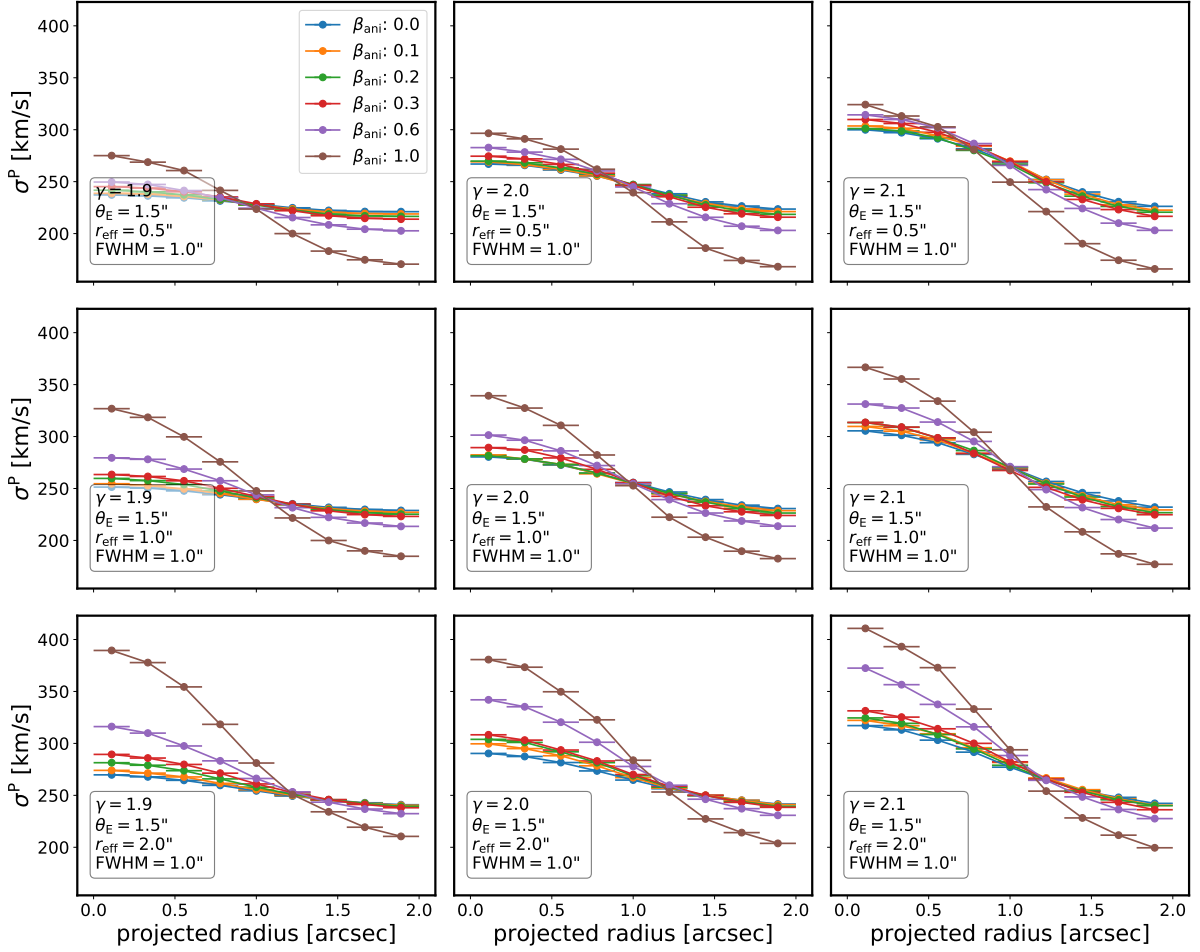 400
350
300
250
200
σᴾ [km/s]
β_ani: 0.0
β_ani: 0.1
β_ani: 0.2
β_ani: 0.3
β_ani: 0.6
β_ani: 1.0
γ = 1.9
θ_E = 1.5"
r_eff = 0.5"
FWHM = 1.0"
γ = 2.0
θ_E = 1.5"
r_eff = 0.5"
FWHM = 1.0"
γ = 2.1
θ_E = 1.5"
r_eff = 0.5"
FWHM = 1.0"
400
350
300
250
200
σᴾ [km/s]
γ = 1.9
θ_E = 1.5"
r_eff = 1.0"
FWHM = 1.0"
γ = 2.0
θ_E = 1.5"
r_eff = 1.0"
FWHM = 1.0"
γ = 2.1
θ_E = 1.5"
r_eff = 1.0"
FWHM = 1.0"
400
350
300
250
200
σᴾ [km/s]
γ = 1.9
θ_E = 1.5"
r_eff = 2.0"
FWHM = 1.0"
γ = 2.0
θ_E = 1.5"
r_eff = 2.0"
FWHM = 1.0"
γ = 2.1
θ_E = 1.5"
r_eff = 2.0"
FWHM = 1.0"
0.0 0.5 1.0 1.5 2.0
0.0 0.5 1.0 1.5 2.0
0.0 0.5 1.0 1.5 2.0
projected radius [arcsec]
projected radius [arcsec]
projected radius [arcsec]